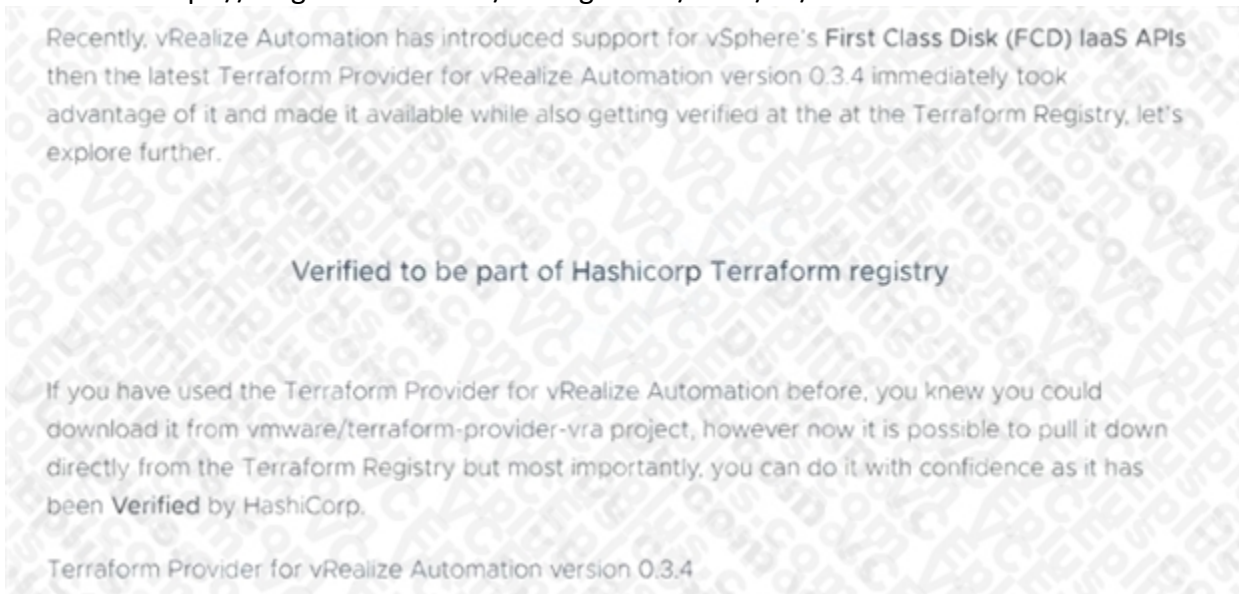 Recently, vRealize Automation has introduced support for vSphere's First Class Disk (FCD) IaaS APIs
then the latest Terraform Provider for vRealize Automation version 0.3.4 immediately took
advantage of it and made it available while also getting verified at the at the Terraform Registry, let's
explore further.
Verified to be part of Hashicorp Terraform registry
If you have used the Terraform Provider for vRealize Automation before, you knew you could
download it from vmware/terraform-provider-vra project, however now it is possible to pull it down
directly from the Terraform Registry but most importantly, you can do it with confidence as it has
been Verified by HashiCorp.
Terraform Provider for vRealize Automation version 0.3.4